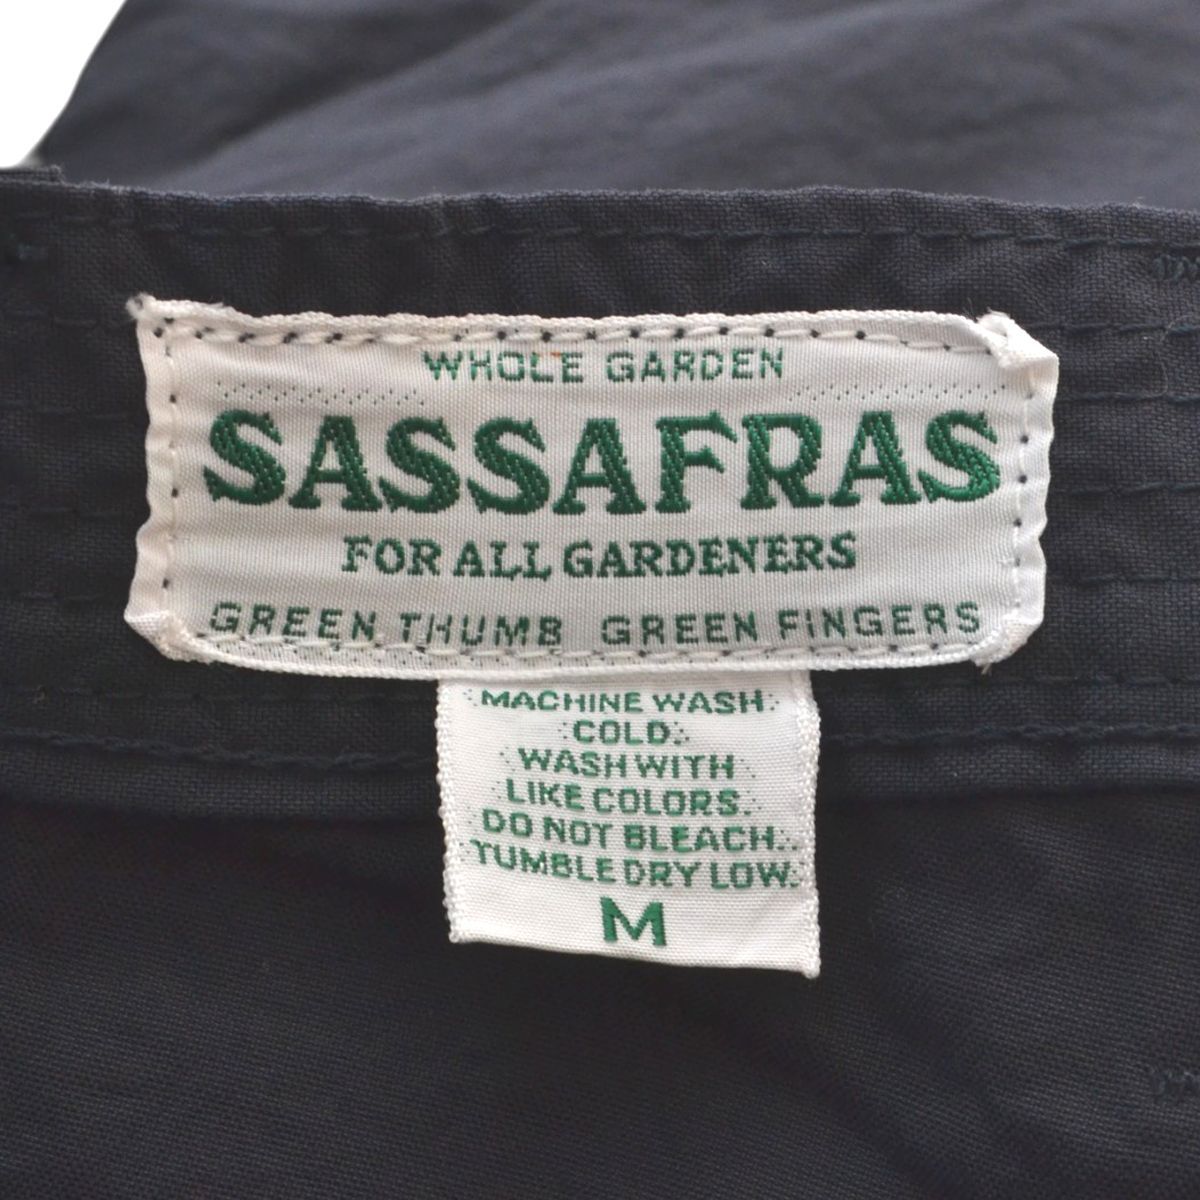 WHOLE GARDEN
SASSAFRAS
FOR ALL GARDENERS
GREEN THUMB GREEN FINGERS
MACHINE WASH
COLD.
WASH WITH
LIKE COLORS.
DO NOT BLEACH.
TUMBLE DRY LOW.
M